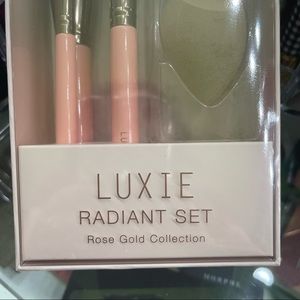 LUXIE
RADIANT SET
Rose Gold Collection